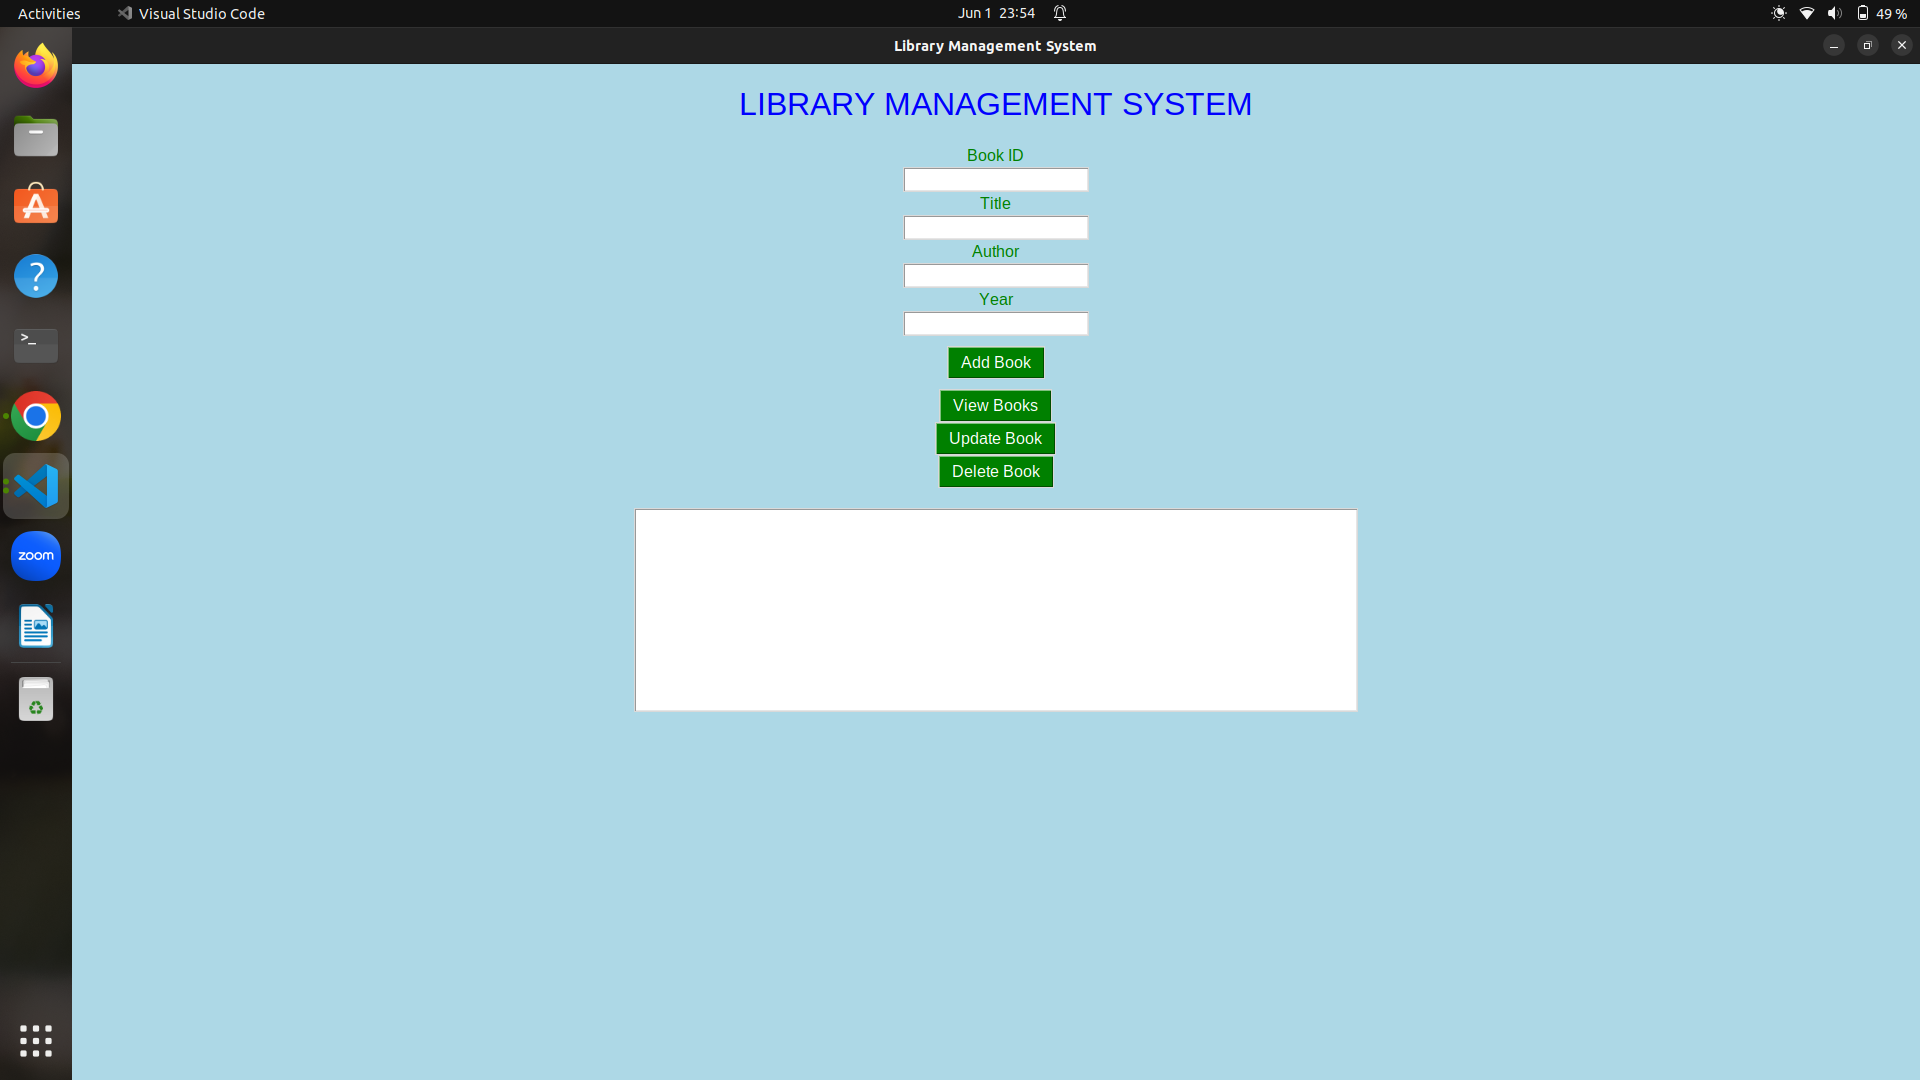 Activities Visual Studio Code Jun 1 23:54 49 %
Library Management System
LIBRARY MANAGEMENT SYSTEM
Book ID
Title
Author
Year
Add Book
View Books
Update Book
Delete Book
?
>_
zoom